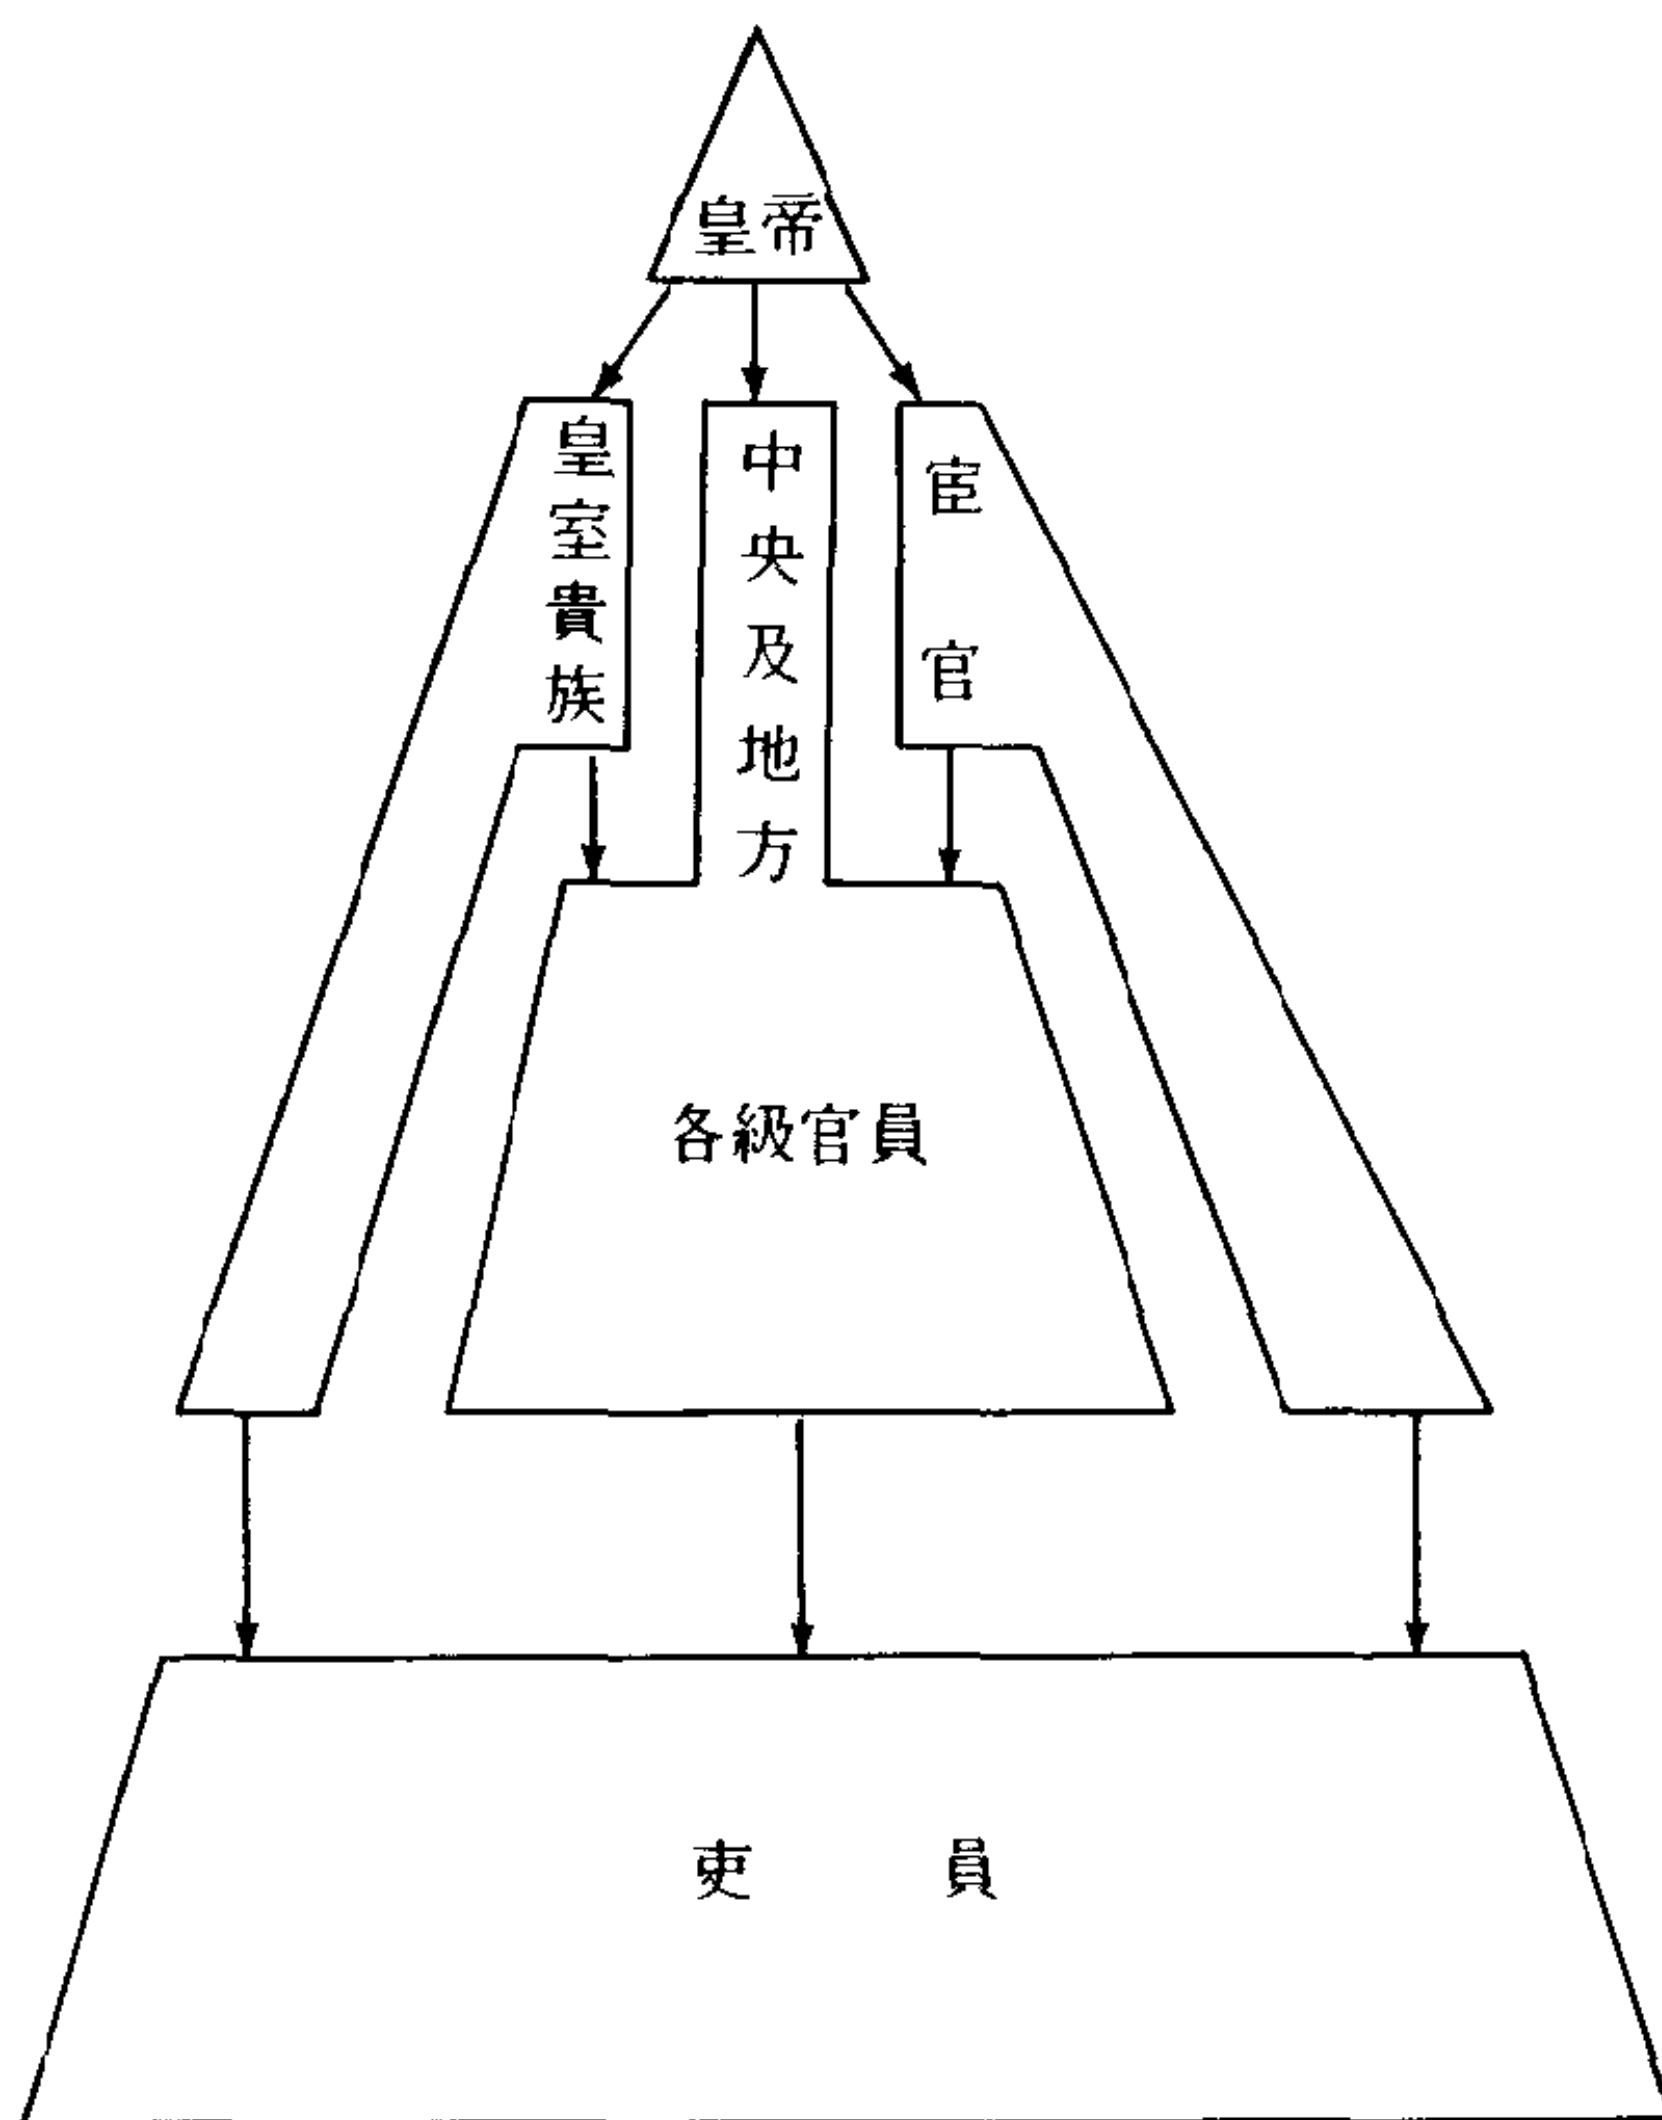 皇帝
皇室貴族
中央及地方
宦官
各級官員
吏員